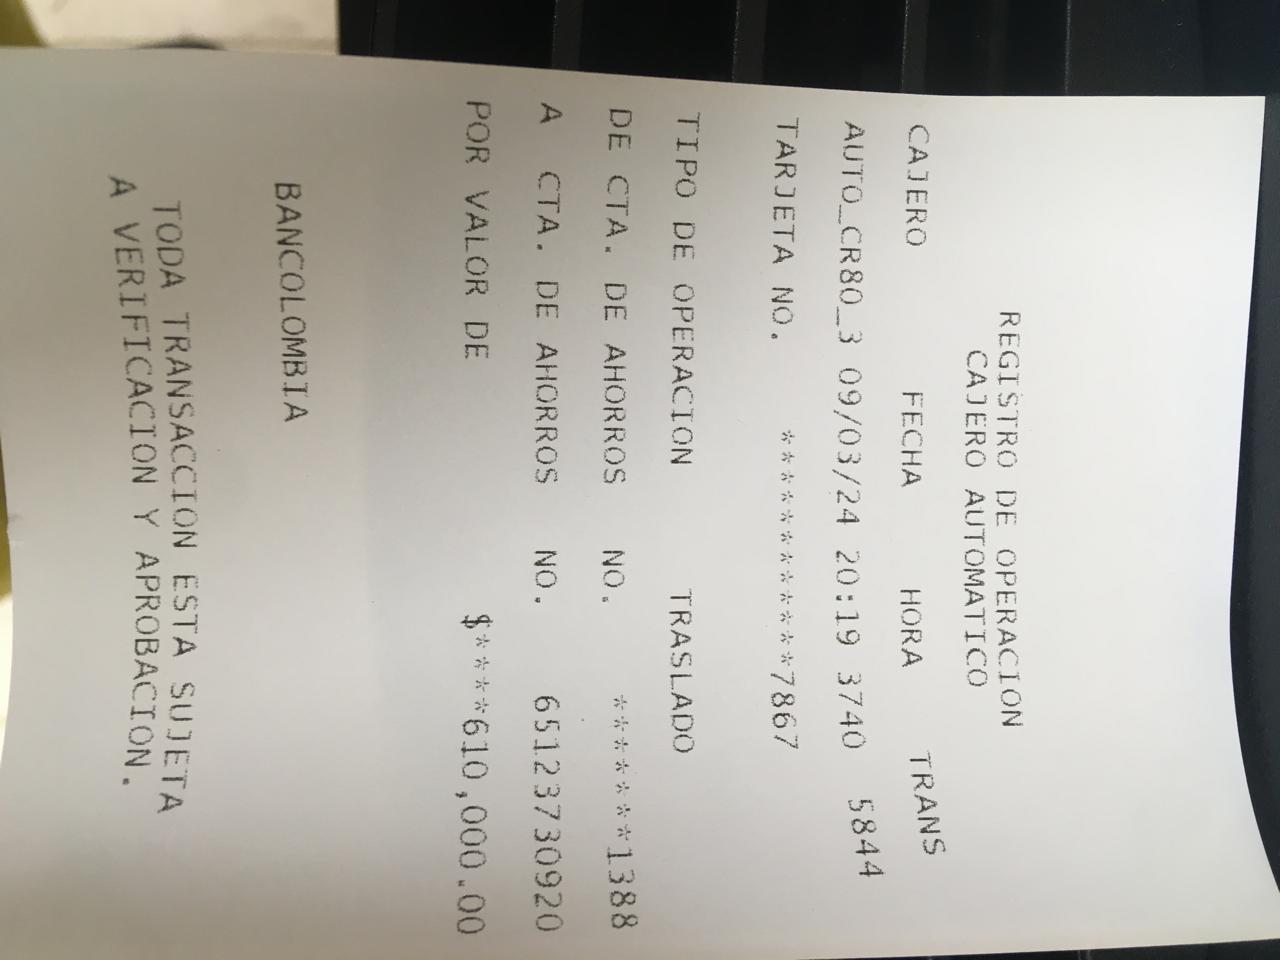 REGISTRO DE OPERACION
CAJERO AUTOMATICO
CAJERO FECHA HORA TRANS
AUTO_CR80_3 09/03/24 20:19 3740 5844
TARJETA NO. ************7867
TIPO DE OPERACION TRASLADO
DE CTA. DE AHORROS NO. *******1388
A CTA. DE AHORROS NO. 65123730920
POR VALOR DE $****610,000.00
BANCOLOMBIA
TODA TRANSACCION ESTA SUJETA
A VERIFICACION Y APROBACION.